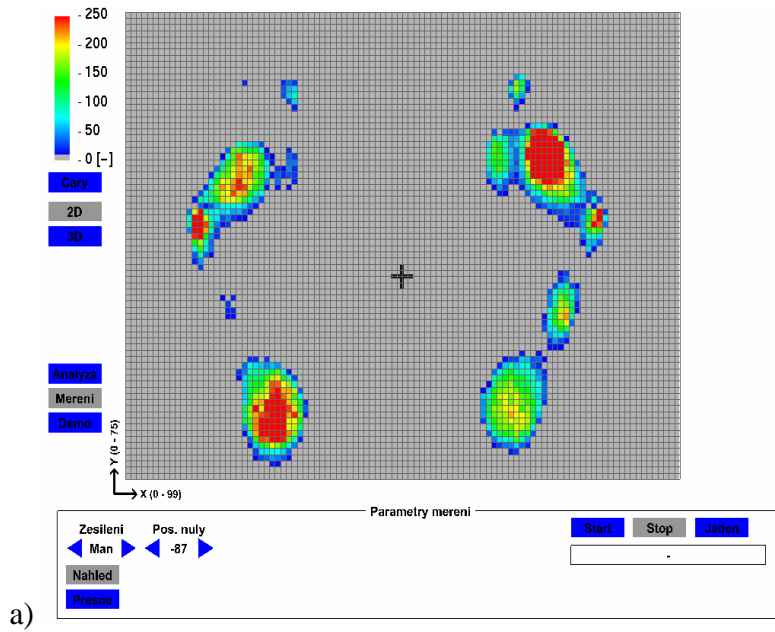 - 250
- 200
- 150
- 100
- 50
- 0 [-]
Cary
2D
3D
Analyza
Mereni
Demo
Y (0 - 75)
X (0 - 99)
Parametry mereni
Zesileni Pos. nuly
Man -87
Start Stop Jeden
-
Nahled
Presne
a)